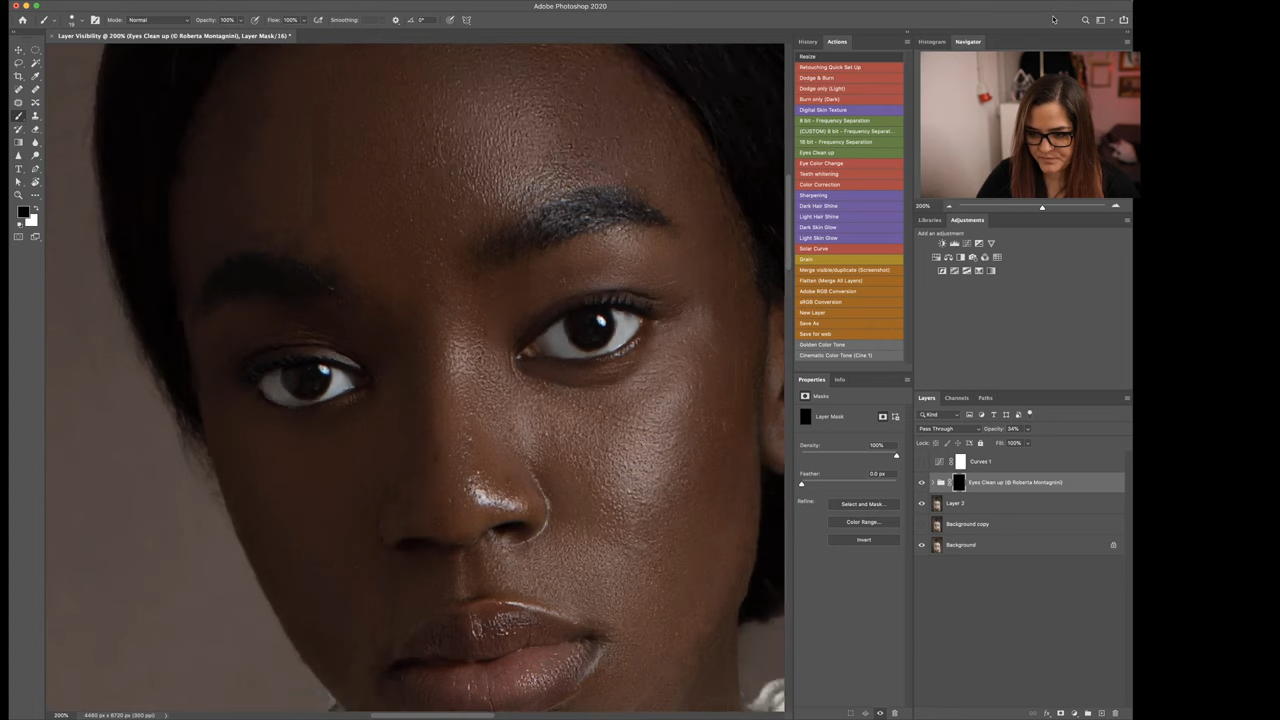 Adobe Photoshop 2020
Mode: Normal Opacity: 100% Flow: 100% Smoothing: 0°
Layer Visibility @ 200% (Eyes Clean up (© Roberta Montagnini), Layer Mask/16) *
History Actions
Resize
Retouching Quick Set Up
Dodge & Burn
Dodge only (Light)
Burn only (Dark)
Digital Skin Texture
8 bit - Frequency Separation
(CUSTOM) 8 bit - Frequency Separat...
16 bit - Frequency Separation
Eyes Clean up
Eye Color Change
Teeth whitening
Color Correction
Sharpening
Dark Hair Shine
Light Hair Shine
Dark Skin Glow
Light Skin Glow
Solar Curve
Grain
Merge visible/duplicate (Screenshot)
Flatten (Merge All Layers)
Adobe RGB Conversion
sRGB Conversion
New Layer
Save As
Save for web
Golden Color Tone
Cinematic Color Tone (Cine 1)
Properties Info
Masks
Layer Mask
Density: 100%
Feather: 0.0 px
Refine: Select and Mask...
Color Range...
Invert
Histogram Navigator
200%
Libraries Adjustments
Add an adjustment
Layers Channels Paths
Kind
Pass Through Opacity: 34%
Lock: Fill: 100%
Curves 1
Eyes Clean up (© Roberta Montagnini)
Layer 2
Background copy
Background
200% 4480 px x 6720 px (300 ppi)